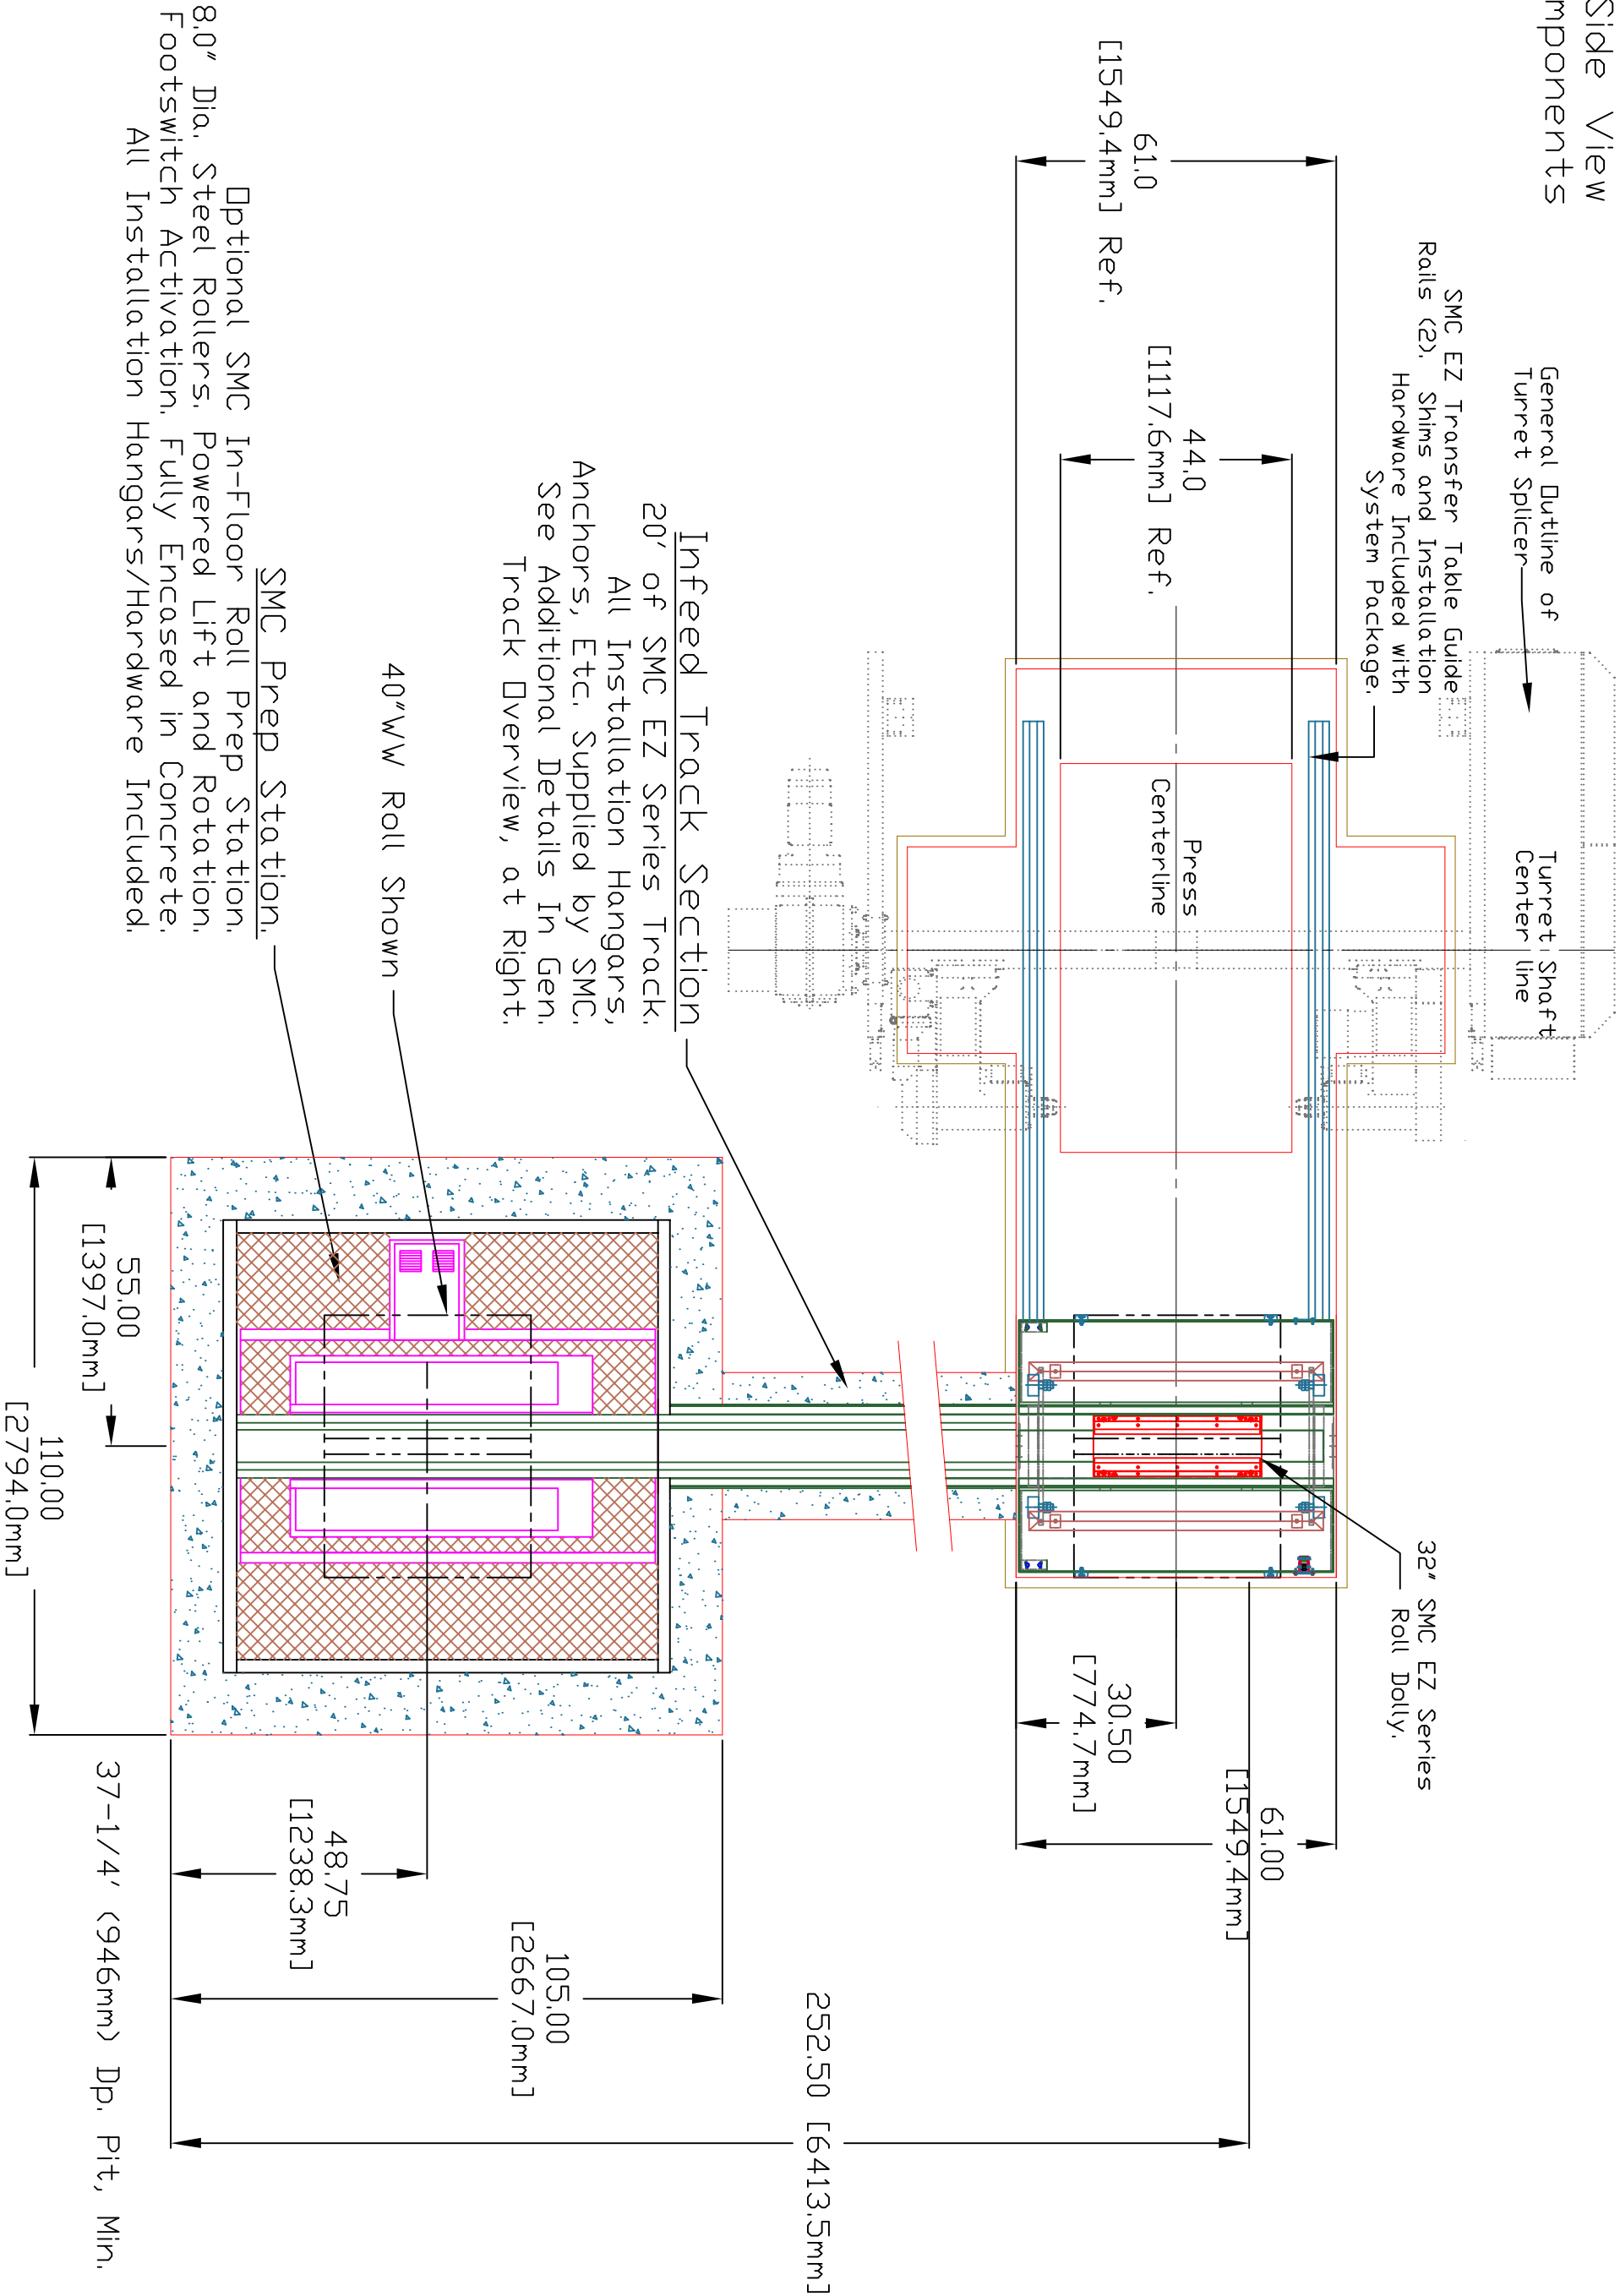 Side View
mponents
General Outline of
Turret Splicer
Turret Shaft
Center line
SMC EZ Transfer Table Guide
Rails (2). Shims and Installation
Hardware Included with
System Package.
61.0
[1549.4mm] Ref.
44.0
[1117.6mm] Ref.
Press
Centerline
32" SMC EZ Series
Roll Dolly.
30.50
[774.7mm]
61.00
[1549.4mm]
Infeed Track Section
20' of SMC EZ Series Track.
All Installation Hangars,
Anchors, Etc. Supplied by SMC.
See Additional Details In Gen.
Track Overview, at Right.
40"WW Roll Shown
SMC Prep Station.
Optional SMC In-Floor Roll Prep Station.
8.0" Dia. Steel Rollers. Powered Lift and Rotation.
Footswitch Activation. Fully Encased in Concrete.
All Installation Hangars/Hardware Included.
55.00
[1397.0mm]
110.00
[2794.0mm]
48.75
[1238.3mm]
105.00
[2667.0mm]
252.50 [6413.5mm]
37-1/4' (946mm) Dp. Pit, Min.